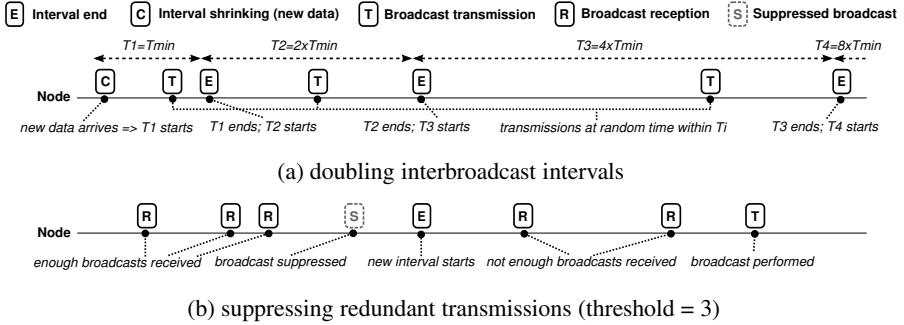 E Interval end C Interval shrinking (new data) T Broadcast transmission R Broadcast reception S Suppressed broadcast
T1=Tmin T2=2xTmin T3=4xTmin T4=8xTmin
C T E T E T E
Node
new data arrives => T1 starts T1 ends; T2 starts T2 ends; T3 starts transmissions at random time within Ti T3 ends; T4 starts
(a) doubling interbroadcast intervals
R R R S E R R T
Node
enough broadcasts received broadcast suppressed new interval starts not enough broadcasts received broadcast performed
(b) suppressing redundant transmissions (threshold = 3)